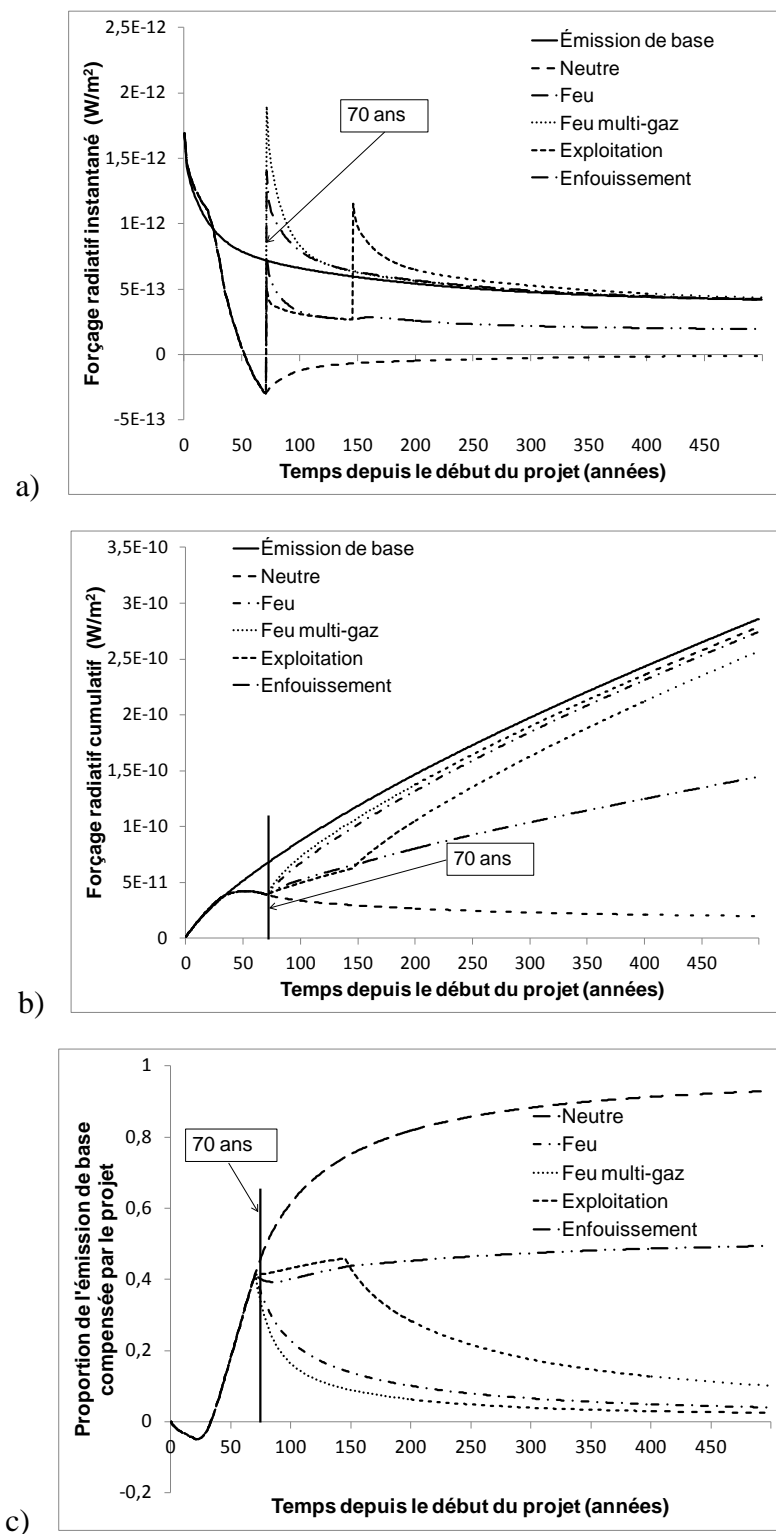 Forçage radiatif instantané (W/m²)
2,5E-12
2E-12
1,5E-12
1E-12
5E-13
0
-5E-13
Émission de base
Neutre
Feu
Feu multi-gaz
Exploitation
Enfouissement
70 ans
0 50 100 150 200 250 300 350 400 450
Temps depuis le début du projet (années)
a)
Forçage radiatif cumulatif (W/m²)
3,5E-10
3E-10
2,5E-10
2E-10
1,5E-10
1E-10
5E-11
0
Émission de base
Neutre
Feu
Feu multi-gaz
Exploitation
Enfouissement
70 ans
0 50 100 150 200 250 300 350 400 450 500
Temps depuis le début du projet (années)
b)
Proportion de l'émission de base
compensée par le projet
1
0,8
0,6
0,4
0,2
0
-0,2
70 ans
Neutre
Feu
Feu multi-gaz
Exploitation
Enfouissement
0 50 100 150 200 250 300 350 400 450
Temps depuis le début du projet (années)
c)